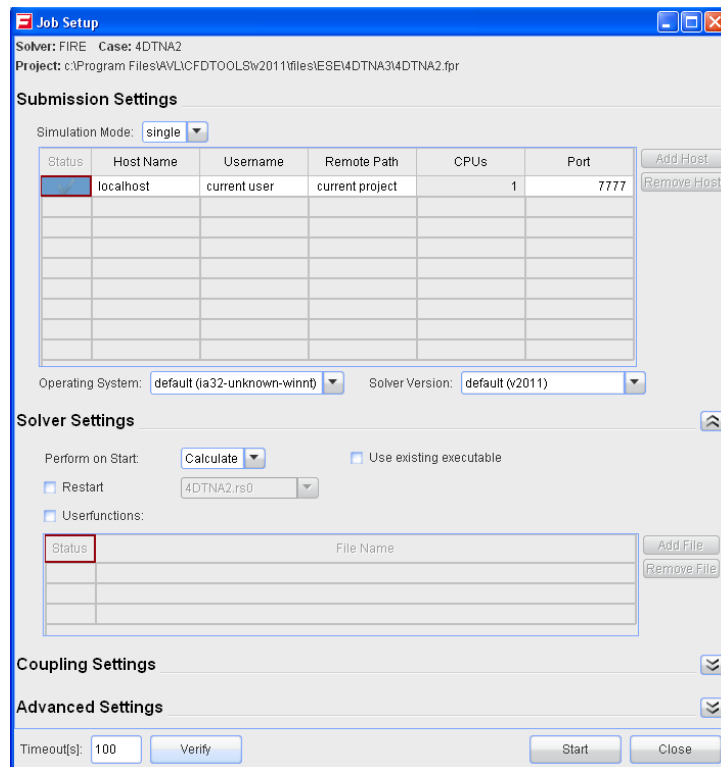 Job Setup
Solver: FIRE Case: 4DTNA2
Project: c:\Program Files\AVL\CFDTOOLS\v2011\files\ESE\4DTNA3\4DTNA2.fpr
Submission Settings
Simulation Mode: single
Status Host Name Username Remote Path CPUs Port Add Host
localhost current user current project 1 7777 Remove Host
Operating System: default (ia32-unknown-winnt) Solver Version: default (v2011)
Solver Settings
Perform on Start: Calculate Use existing executable
Restart 4DTNA2.rs0
Userfunctions:
Status File Name Add File
Remove File
Coupling Settings
Advanced Settings
Timeout[s]: 100 Verify Start Close